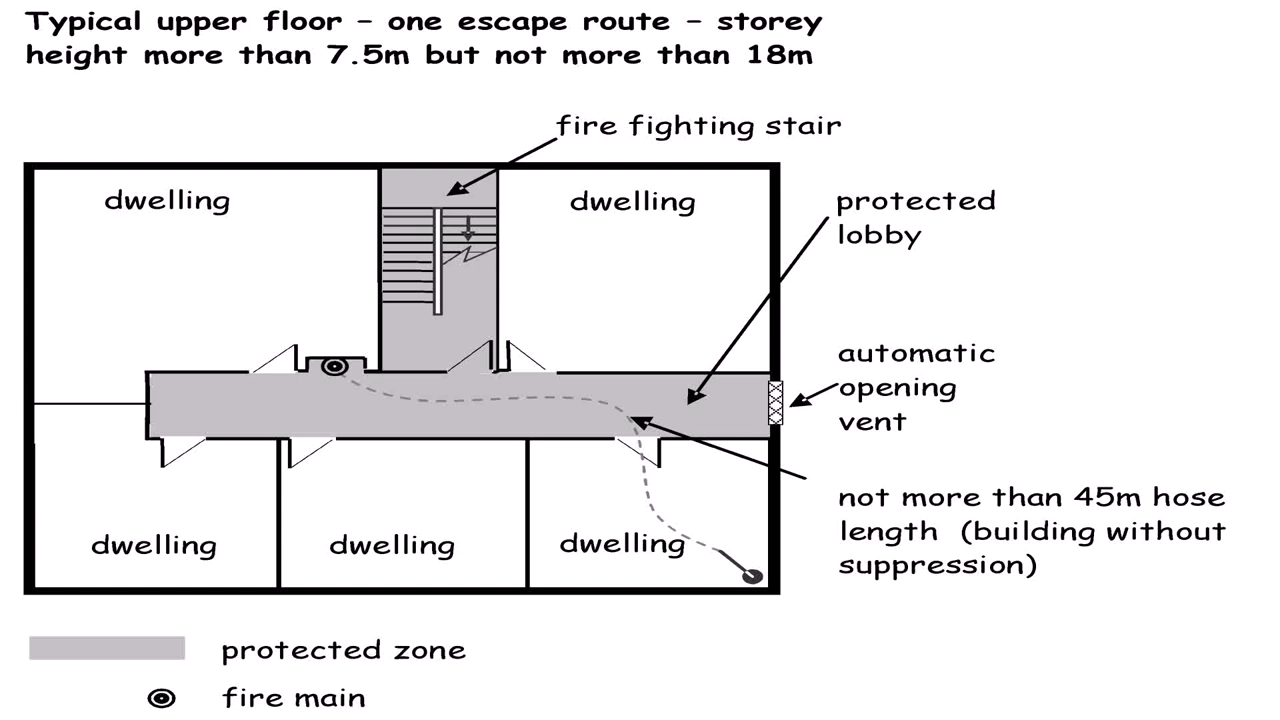 Typical upper floor – one escape route – storey
height more than 7.5m but not more than 18m
fire fighting stair
dwelling
dwelling
protected
lobby
automatic
opening
vent
not more than 45m hose
length (building without
suppression)
dwelling
dwelling
dwelling
protected zone
fire main